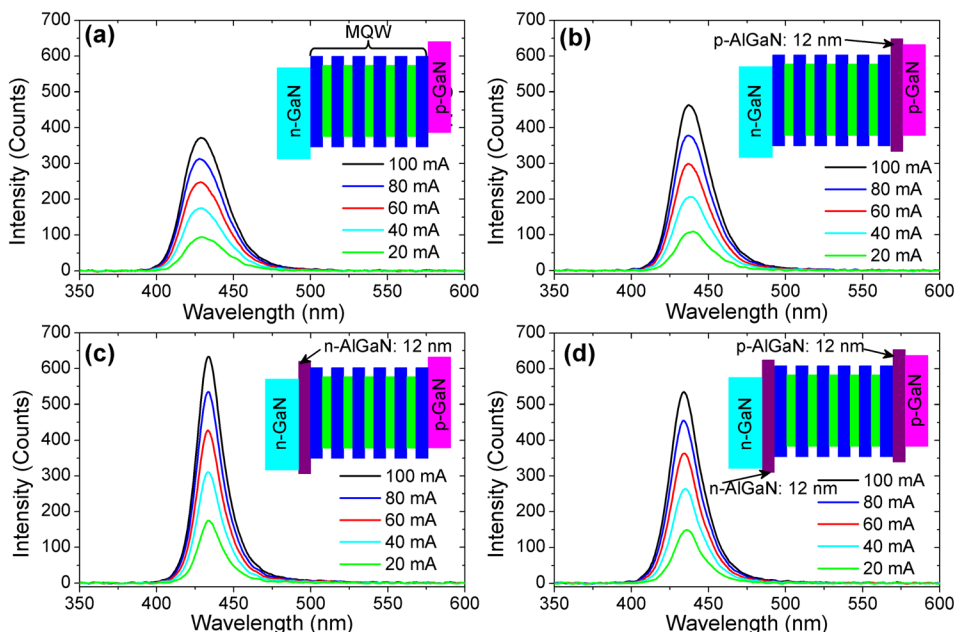 (a)
MQW
n-GaN
p-GaN
100 mA
80 mA
60 mA
40 mA
20 mA
700
600
500
400
300
200
100
0
Intensity (Counts)
350 400 450 500 550 600
Wavelength (nm)
(b)
p-AlGaN: 12 nm
n-GaN
p-GaN
100 mA
80 mA
60 mA
40 mA
20 mA
700
600
500
400
300
200
100
0
Intensity (Counts)
350 400 450 500 550 600
Wavelength (nm)
(c)
n-AlGaN: 12 nm
n-GaN
p-GaN
100 mA
80 mA
60 mA
40 mA
20 mA
700
600
500
400
300
200
100
0
Intensity (Counts)
350 400 450 500 550 600
Wavelength (nm)
(d)
p-AlGaN: 12 nm
n-GaN
p-GaN
n-AlGaN: 12 nm
100 mA
80 mA
60 mA
40 mA
20 mA
700
600
500
400
300
200
100
0
Intensity (Counts)
350 400 450 500 550 600
Wavelength (nm)